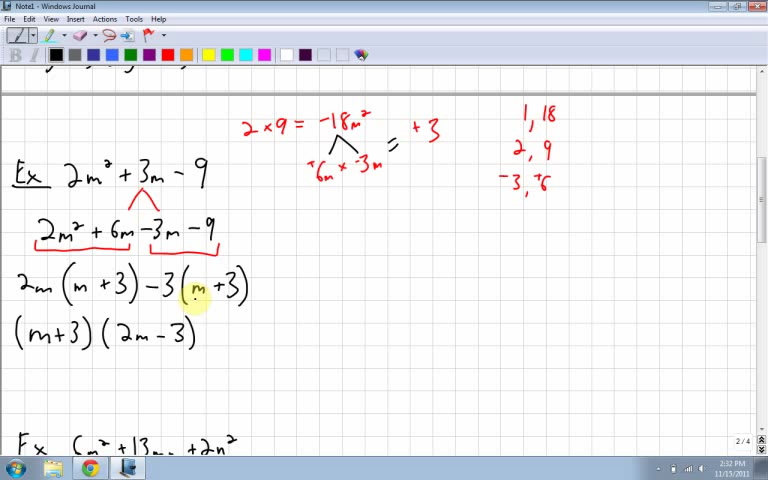 Note1 - Windows Journal
File Edit View Insert Actions Tools Help
B I
2 × 9 = -18m² +3
+6m × -3m =
1, 18
2, 9
-3, +6
Ex 2m² + 3m - 9
2m² + 6m - 3m - 9
2m (m + 3) - 3 (m + 3)
(m+3) (2m - 3)
2 / 4
2:32 PM
11/15/2011